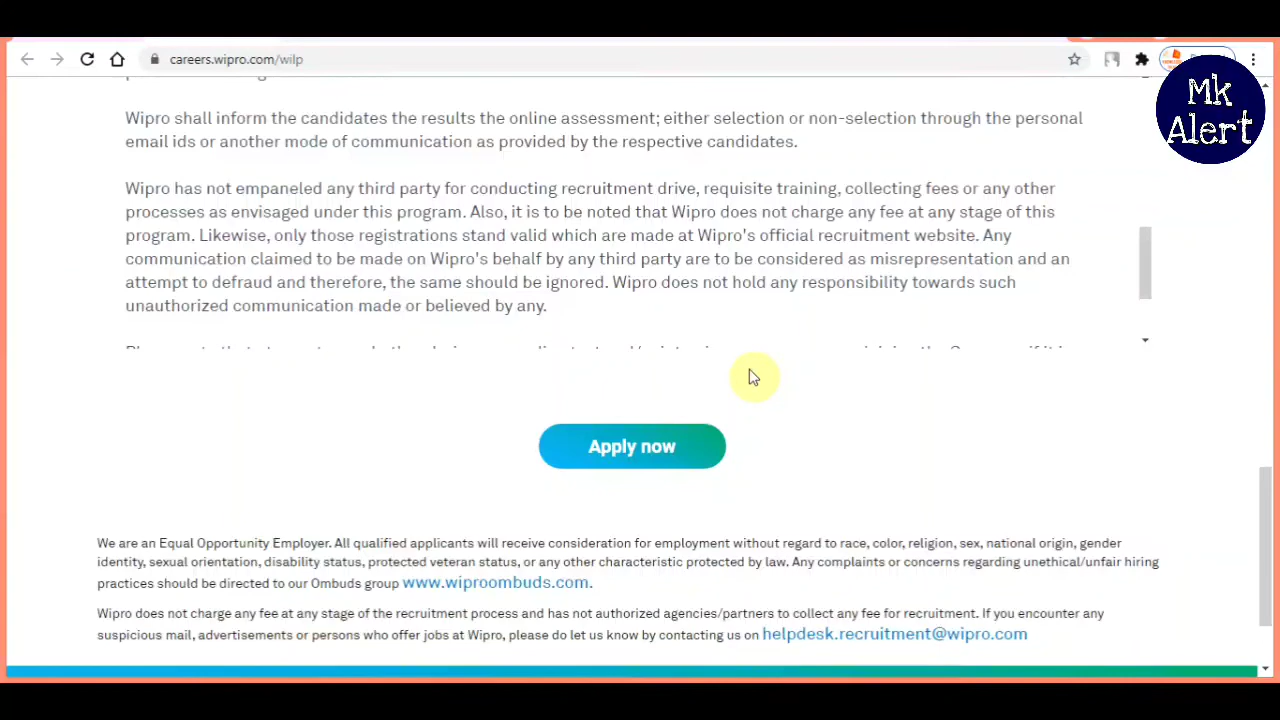 careers.wipro.com/wilp
Mk
Alert
Wipro shall inform the candidates the results the online assessment; either selection or non-selection through the personal
email ids or another mode of communication as provided by the respective candidates.
Wipro has not empaneled any third party for conducting recruitment drive, requisite training, collecting fees or any other
processes as envisaged under this program. Also, it is to be noted that Wipro does not charge any fee at any stage of this
program. Likewise, only those registrations stand valid which are made at Wipro's official recruitment website. Any
communication claimed to be made on Wipro's behalf by any third party are to be considered as misrepresentation and an
attempt to defraud and therefore, the same should be ignored. Wipro does not hold any responsibility towards such
unauthorized communication made or believed by any.
Apply now
We are an Equal Opportunity Employer. All qualified applicants will receive consideration for employment without regard to race, color, religion, sex, national origin, gender
identity, sexual orientation, disability status, protected veteran status, or any other characteristic protected by law. Any complaints or concerns regarding unethical/unfair hiring
practices should be directed to our Ombuds group www.wiproombuds.com.
Wipro does not charge any fee at any stage of the recruitment process and has not authorized agencies/partners to collect any fee for recruitment. If you encounter any
suspicious mail, advertisements or persons who offer jobs at Wipro, please do let us know by contacting us on helpdesk.recruitment@wipro.com